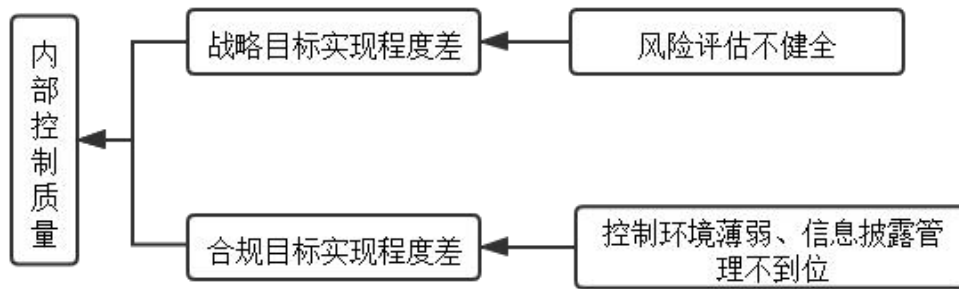 内部控制质量
战略目标实现程度差
风险评估不健全
合规目标实现程度差
控制环境薄弱、信息披露管
理不到位